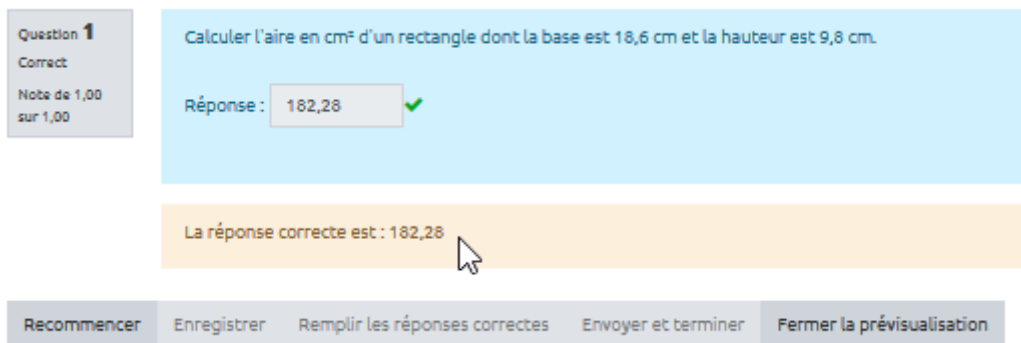 Question 1
Correct
Note de 1,00
sur 1,00
Calculer l'aire en cm² d'un rectangle dont la base est 18,6 cm et la hauteur est 9,8 cm.
Réponse : 182,28
La réponse correcte est : 182,28
Recommencer Enregistrer Remplir les réponses correctes Envoyer et terminer Fermer la prévisualisation